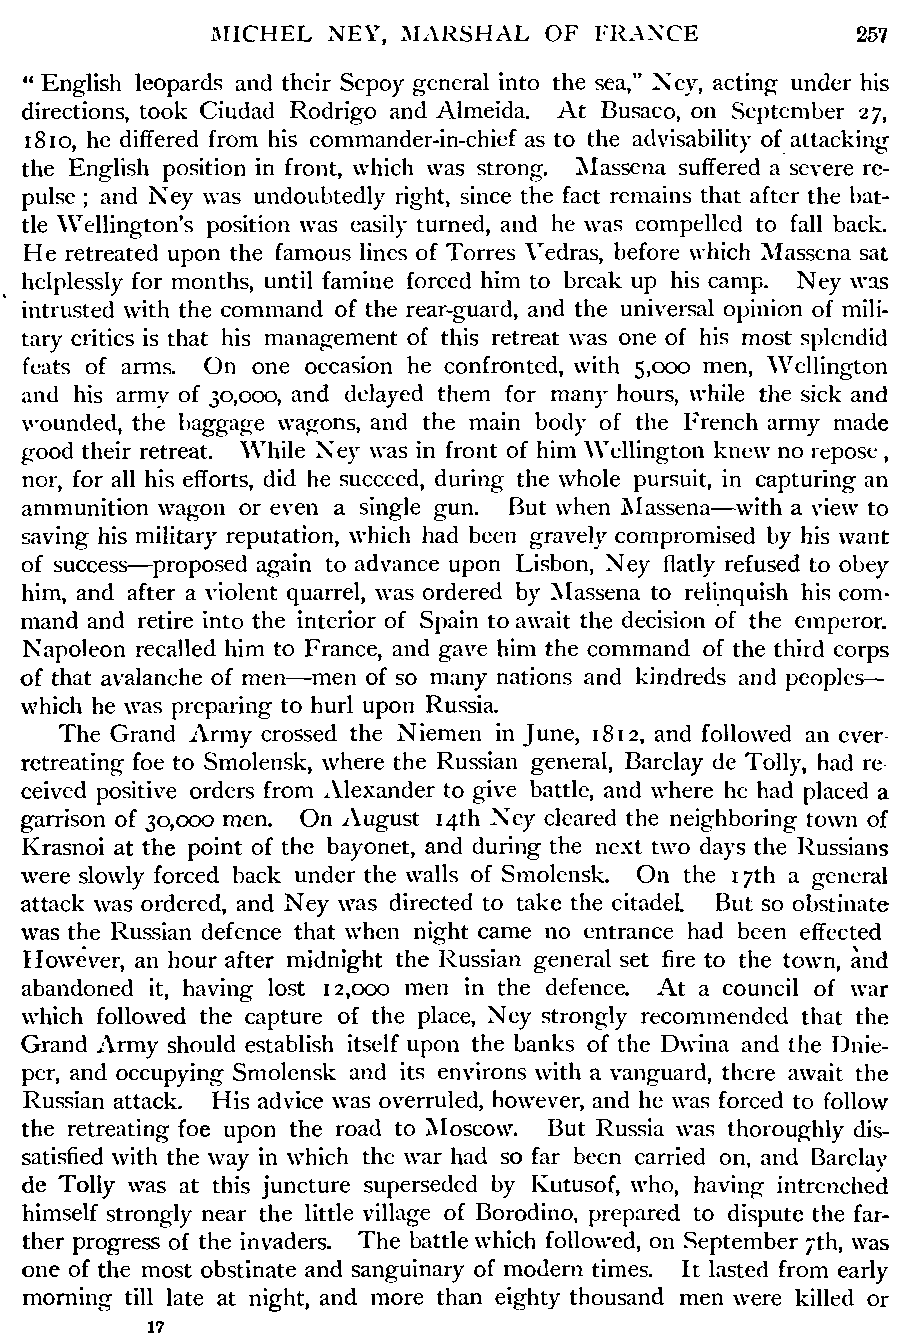 MICHEL NEY, MARSHAL OF FRANCE 257
“ English leopards and their Sepoy general into the sea,” Ney, acting under his
directions, took Ciudad Rodrigo and Almeida. At Busaco, on September 27,
1810, he differed from his commander-in-chief as to the advisability of attacking
the English position in front, which was strong. Massena suffered a severe re-
pulse ; and Ney was undoubtedly right, since the fact remains that after the bat-
tle Wellington’s position was easily turned, and he was compelled to fall back.
He retreated upon the famous lines of Torres Vedras, before which Massena sat
helplessly for months, until famine forced him to break up his camp. Ney was
intrusted with the command of the rear-guard, and the universal opinion of mili-
tary critics is that his management of this retreat was one of his most splendid
feats of arms. On one occasion he confronted, with 5,000 men, Wellington
and his army of 30,000, and delayed them for many hours, while the sick and
wounded, the baggage wagons, and the main body of the French army made
good their retreat. While Ney was in front of him Wellington knew no repose,
nor, for all his efforts, did he succeed, during the whole pursuit, in capturing an
ammunition wagon or even a single gun. But when Massena—with a view to
saving his military reputation, which had been gravely compromised by his want
of success—proposed again to advance upon Lisbon, Ney flatly refused to obey
him, and after a violent quarrel, was ordered by Massena to relinquish his com-
mand and retire into the interior of Spain to await the decision of the emperor.
Napoleon recalled him to France, and gave him the command of the third corps
of that avalanche of men—men of so many nations and kindreds and peoples—
which he was preparing to hurl upon Russia.
The Grand Army crossed the Niemen in June, 1812, and followed an ever-
retreating foe to Smolensk, where the Russian general, Barclay de Tolly, had re-
ceived positive orders from Alexander to give battle, and where he had placed a
garrison of 30,000 men. On August 14th Ney cleared the neighboring town of
Krasnoi at the point of the bayonet, and during the next two days the Russians
were slowly forced back under the walls of Smolensk. On the 17th a general
attack was ordered, and Ney was directed to take the citadel. But so obstinate
was the Russian defence that when night came no entrance had been effected
However, an hour after midnight the Russian general set fire to the town, and
abandoned it, having lost 12,000 men in the defence. At a council of war
which followed the capture of the place, Ney strongly recommended that the
Grand Army should establish itself upon the banks of the Dwina and the Dnie-
per, and occupying Smolensk and its environs with a vanguard, there await the
Russian attack. His advice was overruled, however, and he was forced to follow
the retreating foe upon the road to Moscow. But Russia was thoroughly dis-
satisfied with the way in which the war had so far been carried on, and Barclay
de Tolly was at this juncture superseded by Kutusof, who, having intrenched
himself strongly near the little village of Borodino, prepared to dispute the far-
ther progress of the invaders. The battle which followed, on September 7th, was
one of the most obstinate and sanguinary of modern times. It lasted from early
morning till late at night, and more than eighty thousand men were killed or
17